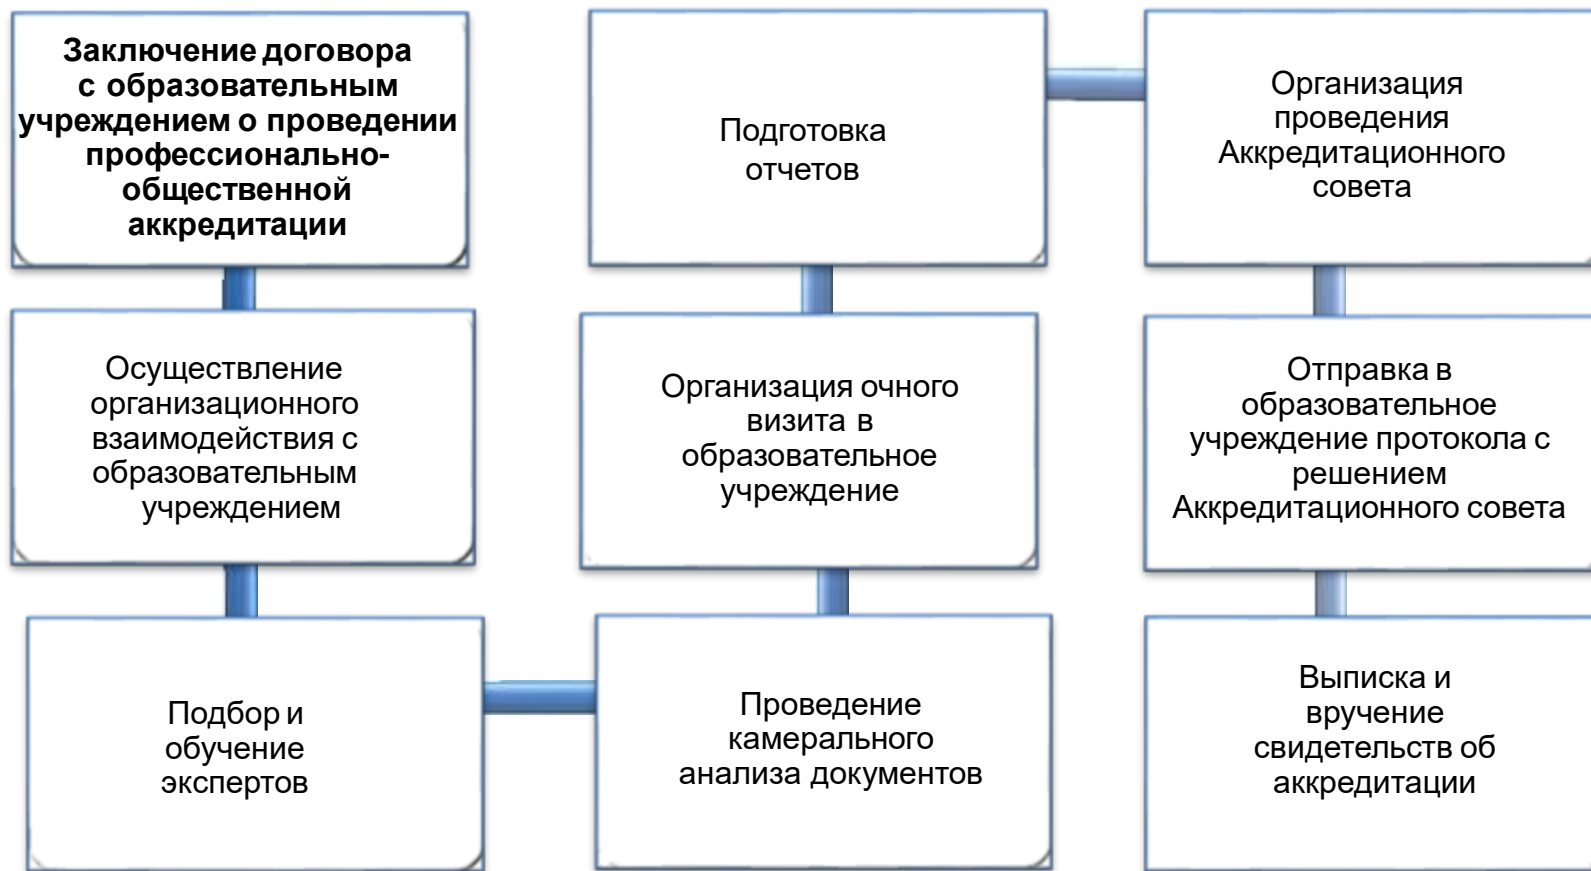 Заключение договора
с образовательным
учреждением о проведении
профессионально-
общественной
аккредитации
Осуществление
организационного
взаимодействия с
образовательным
учреждением
Подбор и
обучение
экспертов
Проведение
камерального
анализа документов
Организация очного
визита в
образовательное
учреждение
Подготовка
отчетов
Организация
проведения
Аккредитационного
совета
Отправка в
образовательное
учреждение протокола с
решением
Аккредитационного совета
Выписка и
вручение
свидетельств об
аккредитации